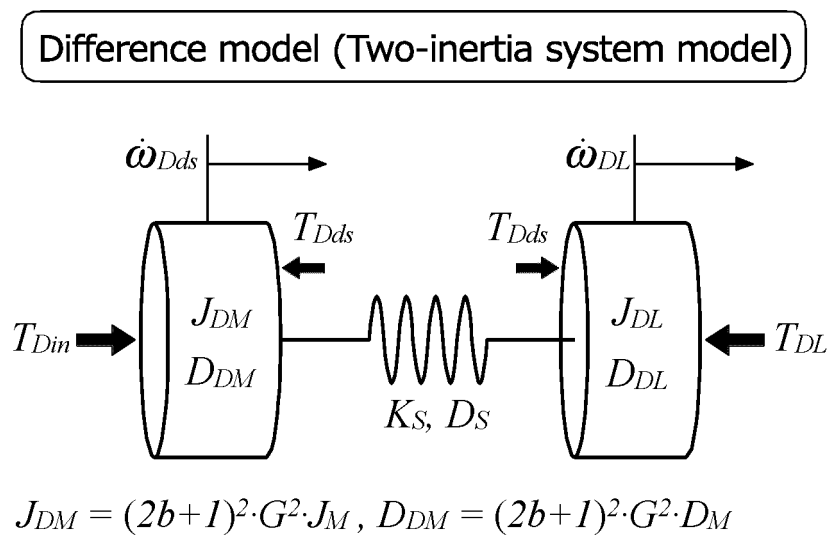 Difference model (Two-inertia system model)
ω̇Dds ω̇DL
TDds TDds
TDin JDM JDL TDL
DDM DDL
KS, DS
JDM = (2b+1)²·G²·JM , DDM = (2b+1)²·G²·DM